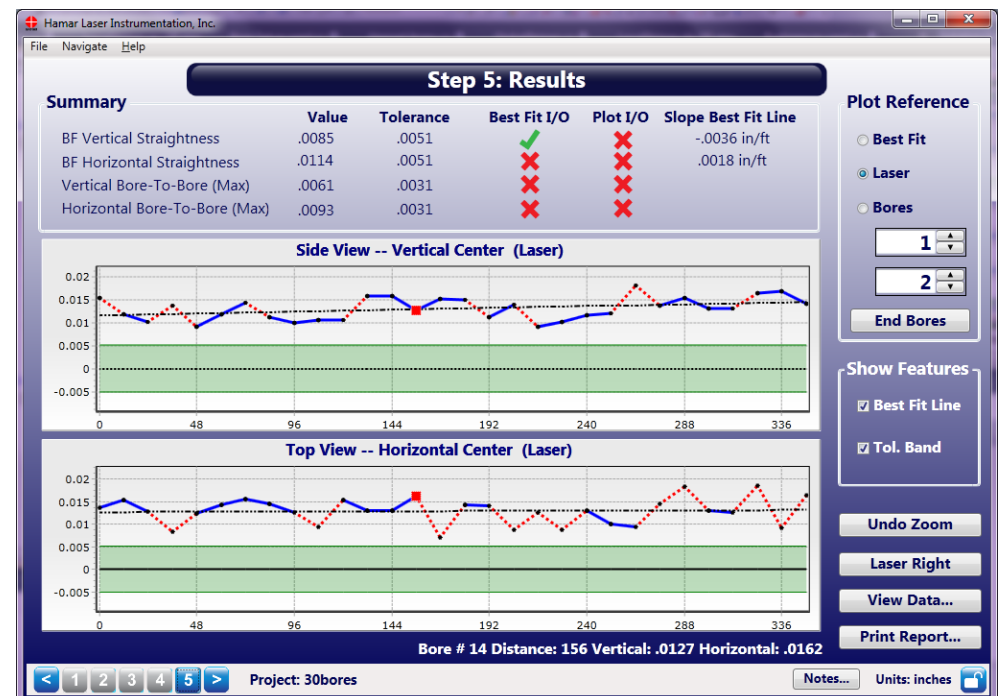 Hamar Laser Instrumentation, Inc.
File Navigate Help
Step 5: Results
Summary
Value Tolerance Best Fit I/O Plot I/O Slope Best Fit Line
BF Vertical Straightness .0085 .0051 -.0036 in/ft
BF Horizontal Straightness .0114 .0051 .0018 in/ft
Vertical Bore-To-Bore (Max) .0061 .0031
Horizontal Bore-To-Bore (Max) .0093 .0031
Plot Reference
Best Fit
Laser
Bores
1
2
End Bores
Show Features
Best Fit Line
Tol. Band
Undo Zoom
Laser Right
View Data...
Print Report...
Side View -- Vertical Center (Laser)
0.02
0.015
0.01
0.005
0
-0.005
0 48 96 144 192 240 288 336
Top View -- Horizontal Center (Laser)
0.02
0.015
0.01
0.005
0
-0.005
0 48 96 144 192 240 288 336
Bore # 14 Distance: 156 Vertical: .0127 Horizontal: .0162
< 1 2 3 4 5 > Project: 30bores Notes... Units: inches